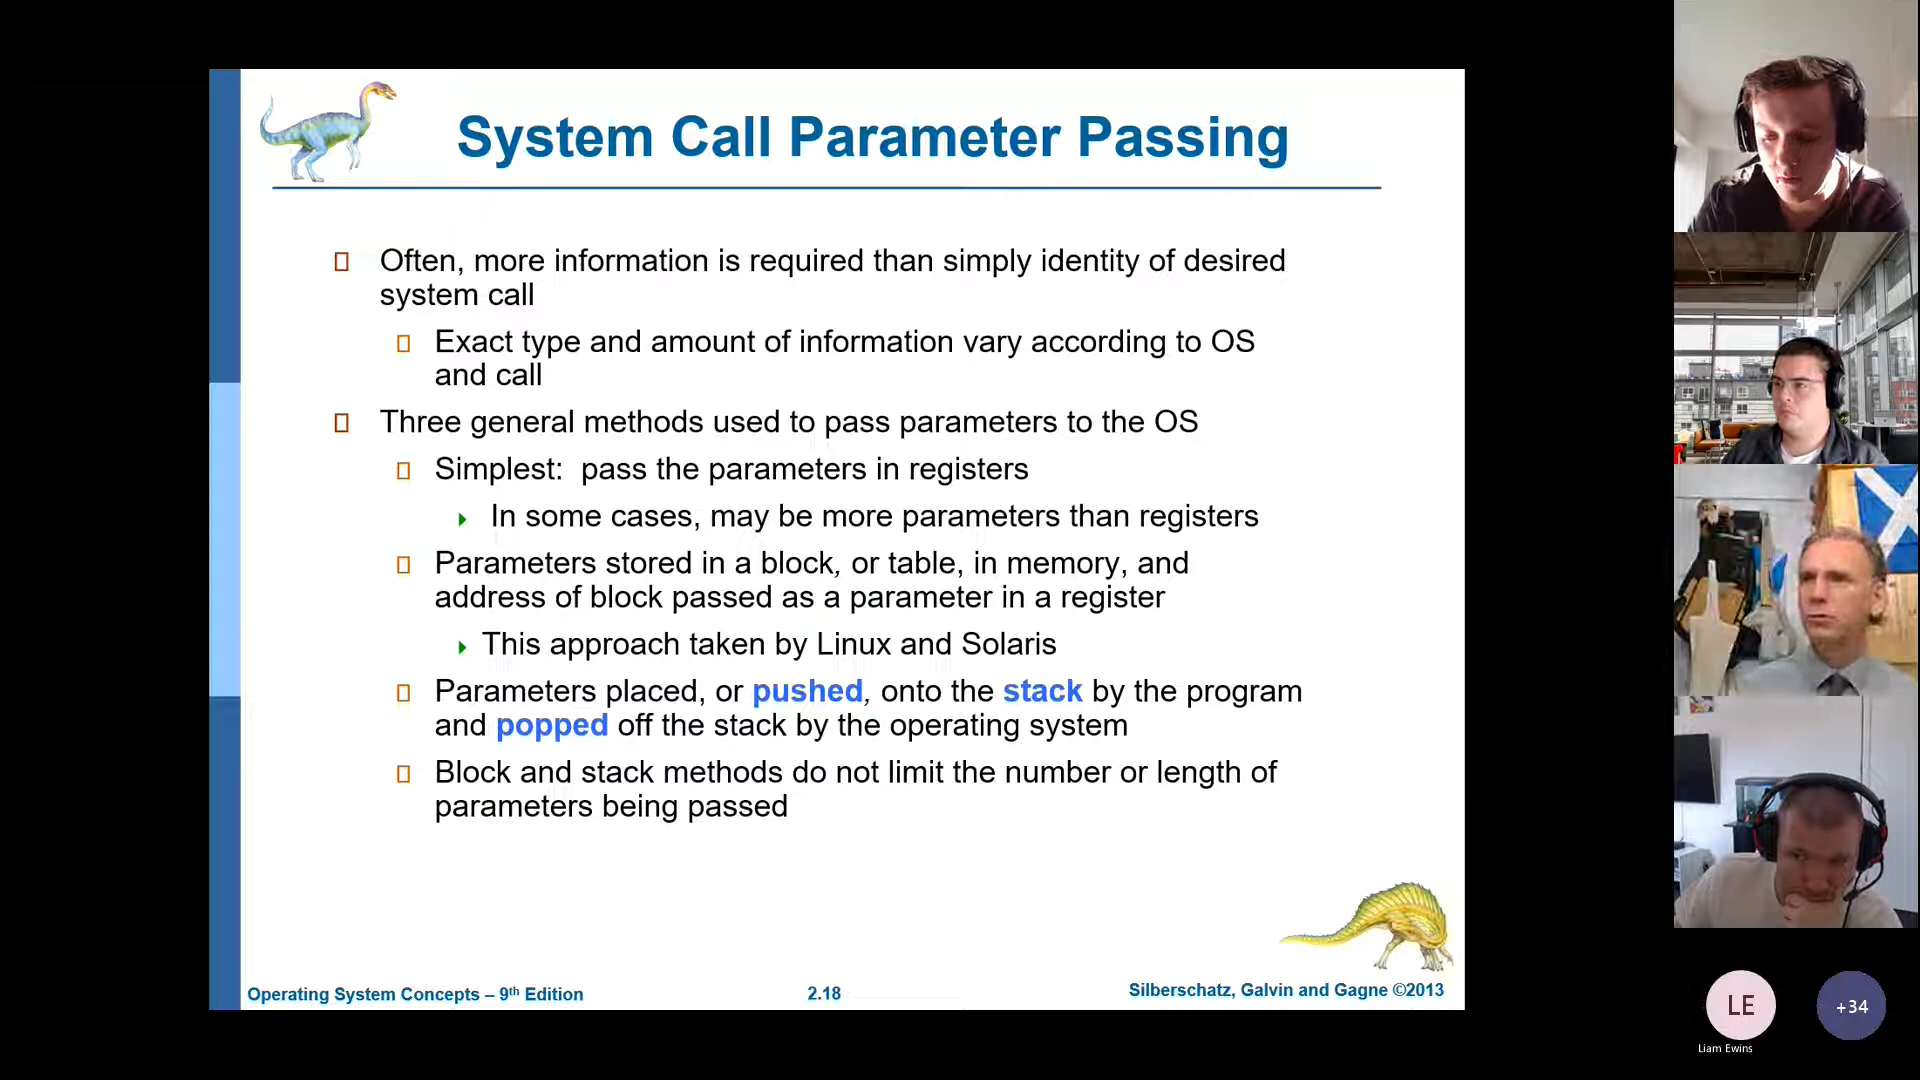 System Call Parameter Passing
Often, more information is required than simply identity of desired
system call
Exact type and amount of information vary according to OS
and call
Three general methods used to pass parameters to the OS
Simplest:  pass the parameters in registers
In some cases, may be more parameters than registers
Parameters stored in a block, or table, in memory, and
address of block passed as a parameter in a register
This approach taken by Linux and Solaris
Parameters placed, or pushed, onto the stack by the program
and popped off the stack by the operating system
Block and stack methods do not limit the number or length of
parameters being passed
Operating System Concepts – 9th Edition
2.18
Silberschatz, Galvin and Gagne ©2013
LE
+34
Liam Ewins